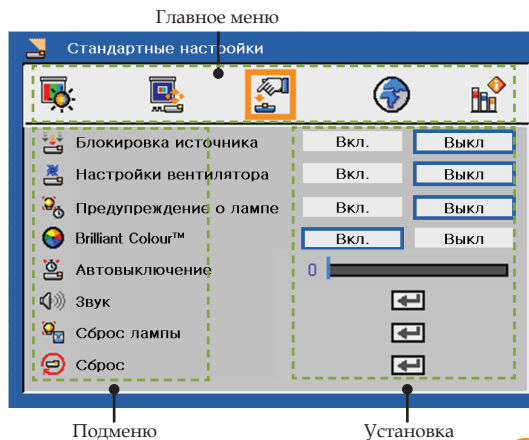 Главное меню
Стандартные настройки
Блокировка источника Вкл. Выкл
Настройки вентилятора Вкл. Выкл
Предупреждение о лампе Вкл. Выкл
Brilliant Colour™ Вкл. Выкл
Автовыключение 0
Звук
Сброс лампы
Сброс
Подменю Установка